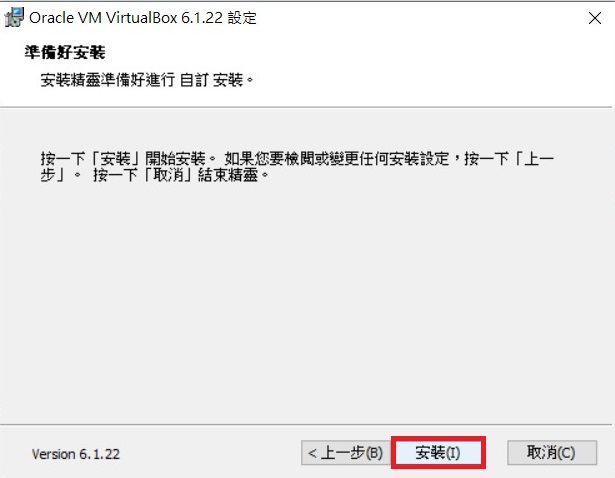 Oracle VM VirtualBox 6.1.22 設定
準備好安裝
安裝精靈準備好進行 自訂 安裝。
按一下「安裝」開始安裝。 如果您要檢閱或變更任何安裝設定，按一下「上一
步」。 按一下「取消」結束精靈。
Version 6.1.22
< 上一步(B) 安裝(I) 取消(C)